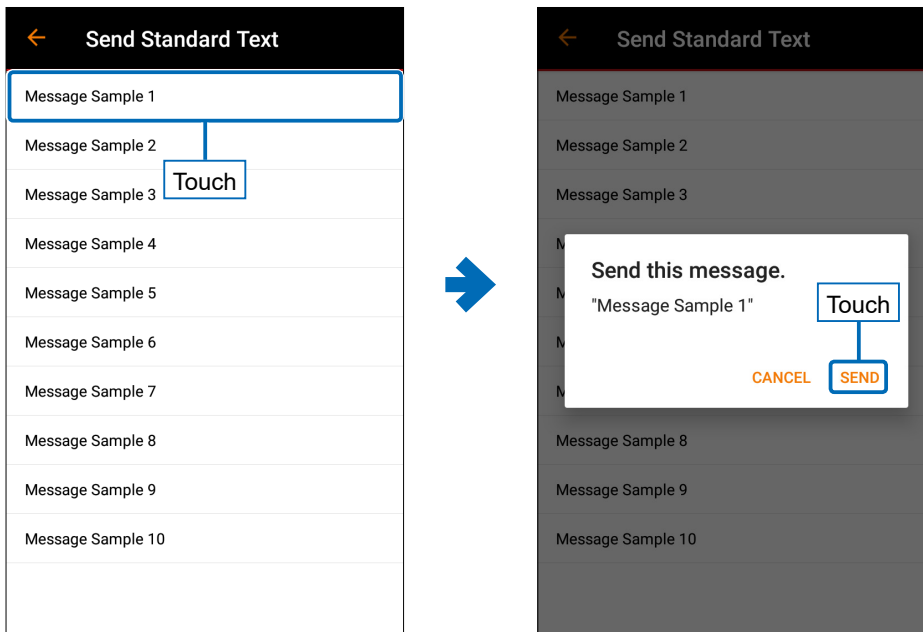 Send Standard Text
Message Sample 1
Message Sample 2
Touch
Message Sample 3
Message Sample 4
Message Sample 5
Message Sample 6
Message Sample 7
Message Sample 8
Message Sample 9
Message Sample 10
Send Standard Text
Message Sample 1
Message Sample 2
Message Sample 3
M
Send this message.
M
"Message Sample 1"
Touch
M
CANCEL SEND
M
Message Sample 8
Message Sample 9
Message Sample 10